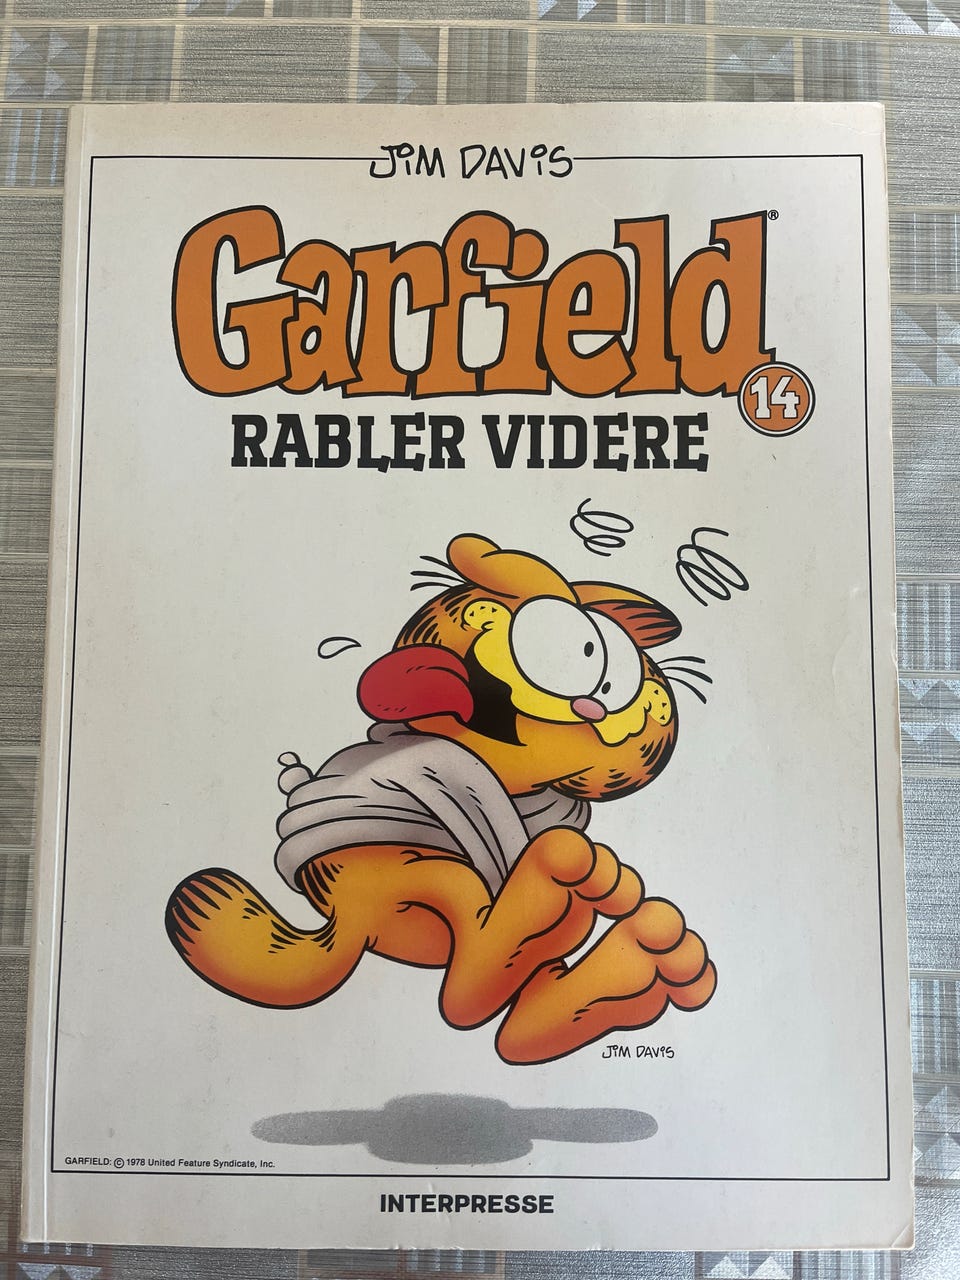 JiM DAViS
Garfield®
14
RABLER VIDERE
JiM DAViS
GARFIELD: © 1978 United Feature Syndicate, Inc.
INTERPRESSE